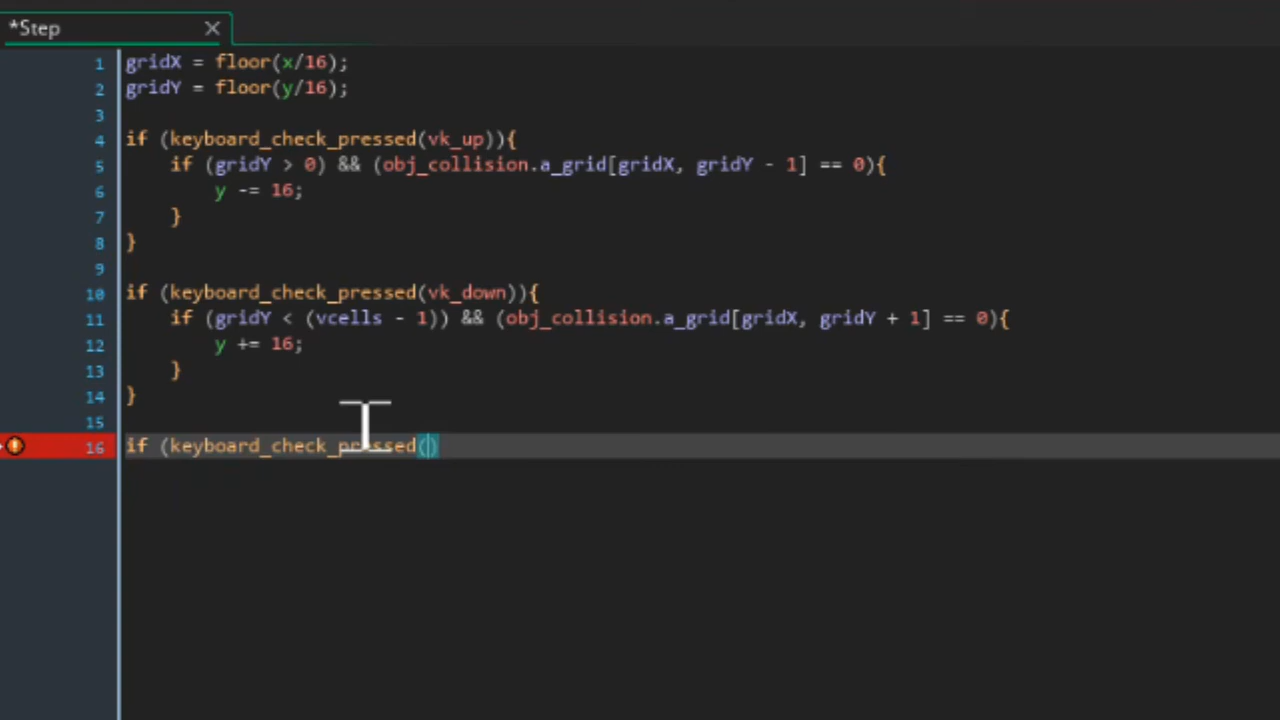 *Step
1 gridX = floor(x/16);
2 gridY = floor(y/16);
3
4 if (keyboard_check_pressed(vk_up)){
5 if (gridY > 0) && (obj_collision.a_grid[gridX, gridY - 1] == 0){
6 y -= 16;
7 }
8 }
9
10 if (keyboard_check_pressed(vk_down)){
11 if (gridY < (vcells - 1)) && (obj_collision.a_grid[gridX, gridY + 1] == 0){
12 y += 16;
13 }
14 }
15
16 if (keyboard_check_pressed()